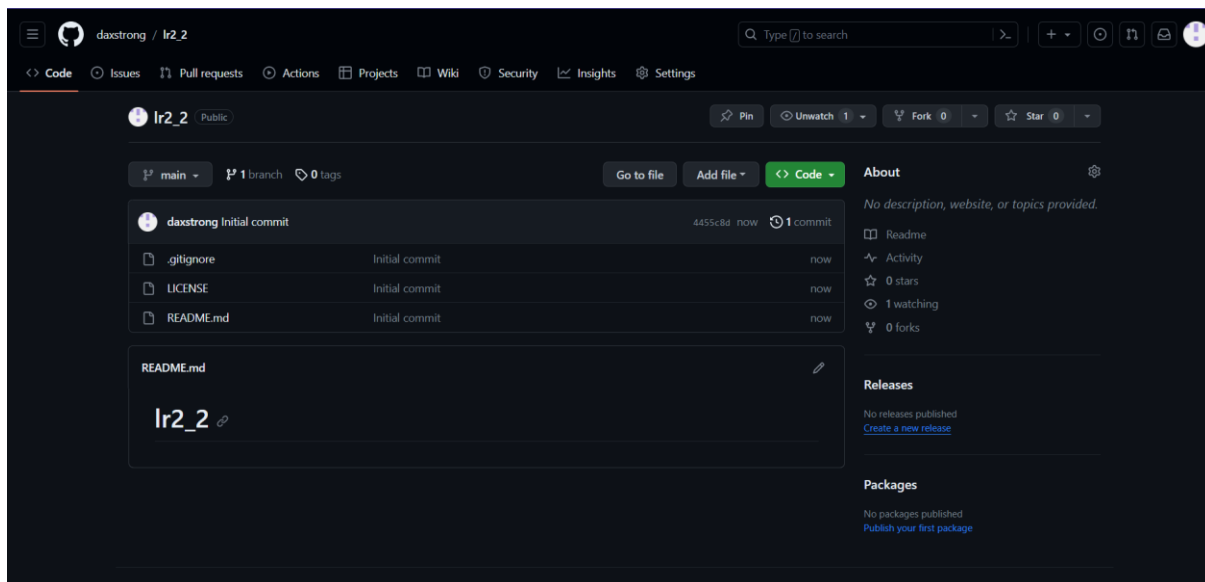 daxstrong / lr2_2
Type / to search
Code Issues Pull requests Actions Projects Wiki Security Insights Settings
lr2_2 Public
Pin Unwatch 1 Fork 0 Star 0
main 1 branch 0 tags Go to file Add file Code
daxstrong Initial commit 4455c8d now 1 commit
.gitignore Initial commit now
LICENSE Initial commit now
README.md Initial commit now
README.md
lr2_2
About
No description, website, or topics provided.
Readme
Activity
0 stars
1 watching
0 forks
Releases
No releases published
Create a new release
Packages
No packages published
Publish your first package